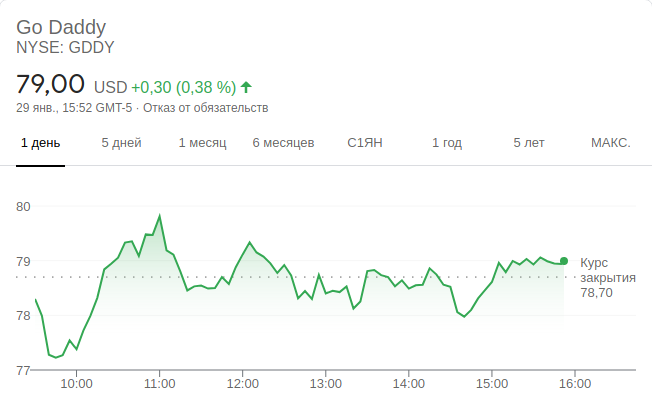 Go Daddy
NYSE: GDDY
79,00 USD +0,30 (0,38 %)
29 янв., 15:52 GMT-5 · Отказ от обязательств
1 день 5 дней 1 месяц 6 месяцев С1ЯН 1 год 5 лет МАКС.
80
79
Курс
закрытия
78,70
78
77
10:00 11:00 12:00 13:00 14:00 15:00 16:00